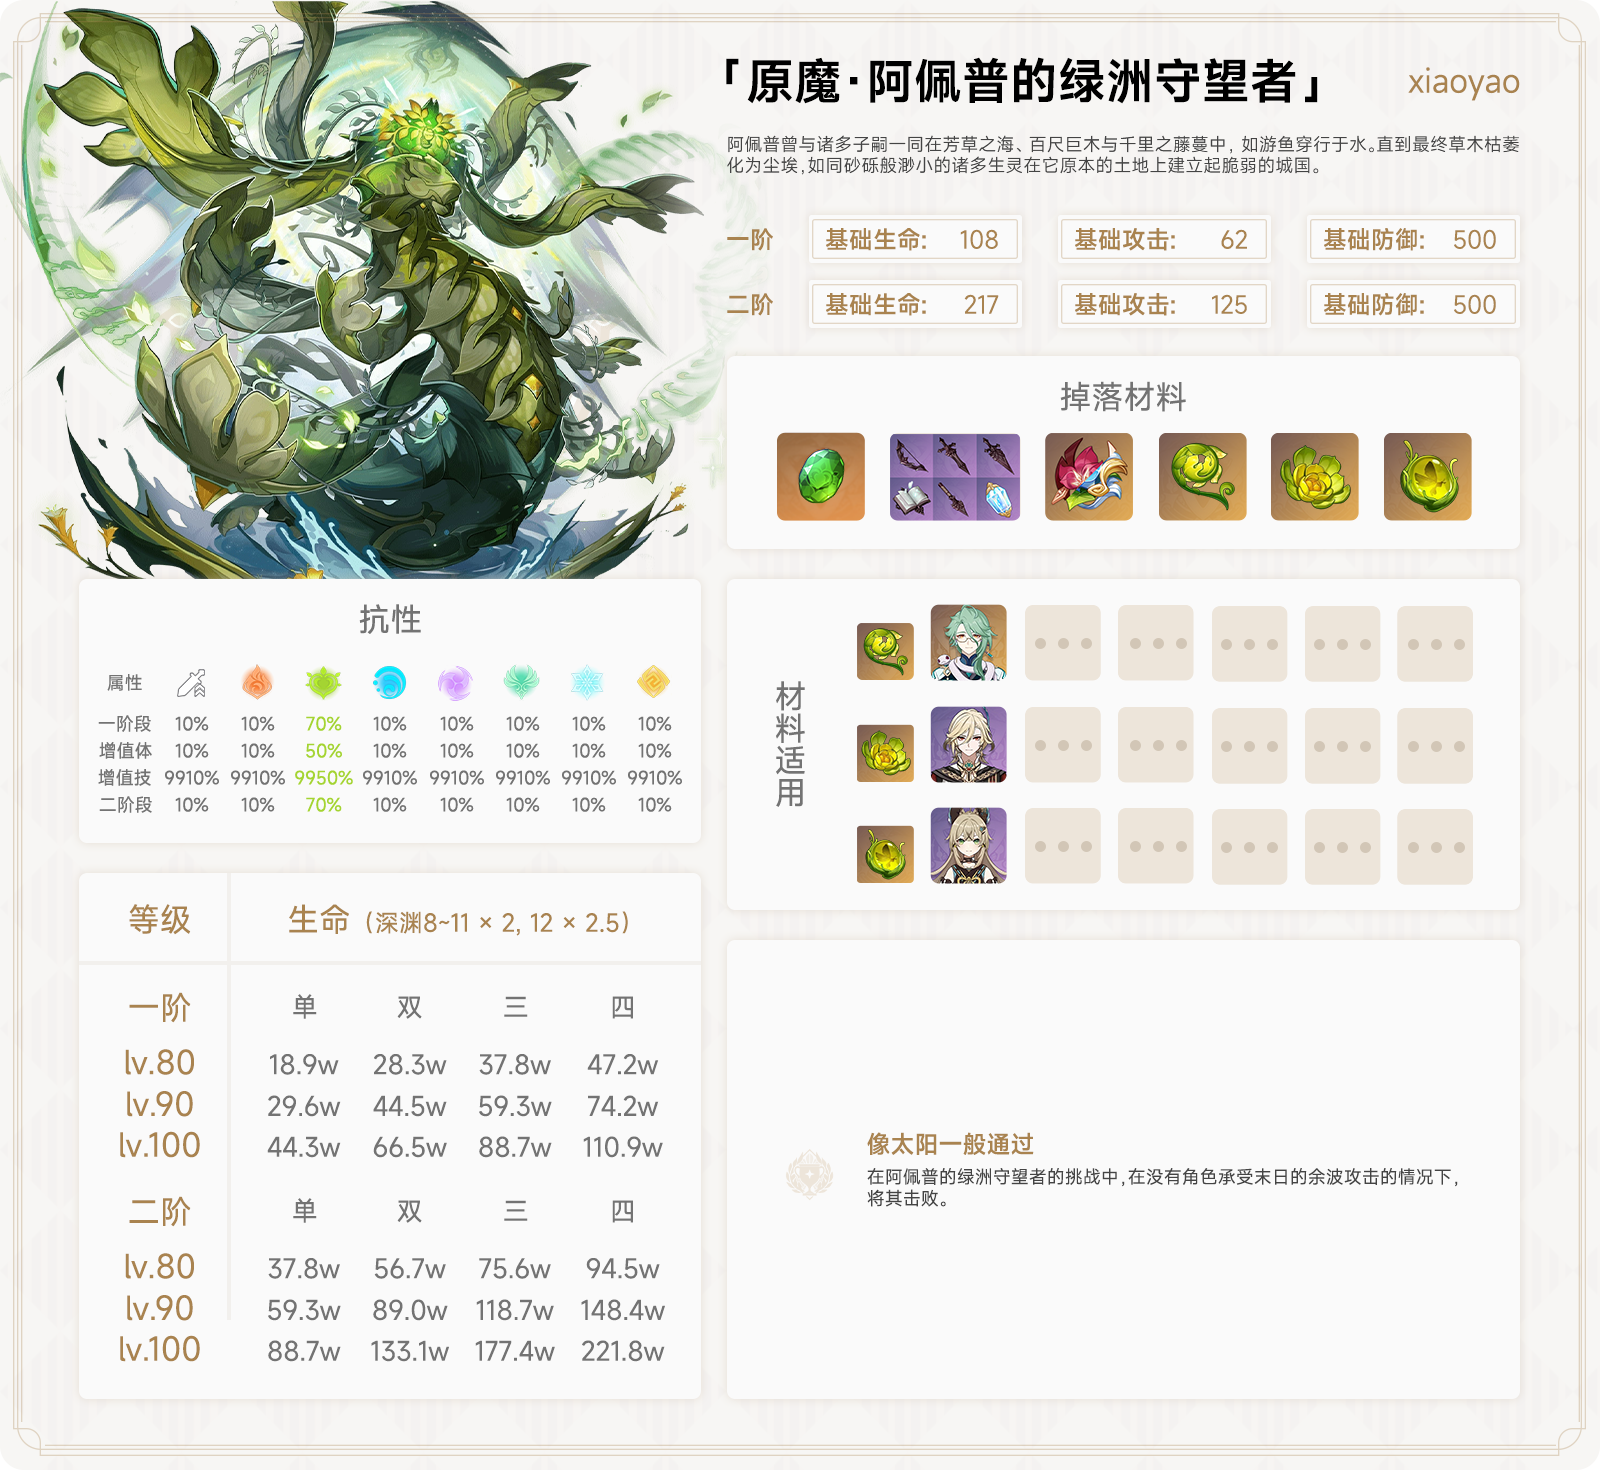 「原魔·阿佩普的绿洲守望者」
xiaoyao
阿佩普曾与诸多子嗣一同在芳草之海、百尺巨木与千里之藤蔓中, 如游鱼穿行于水。直到最终草木枯萎
化为尘埃,如同砂砾般渺小的诸多生灵在它原本的土地上建立起脆弱的城国。
一阶 基础生命: 108 基础攻击: 62 基础防御: 500
二阶 基础生命: 217 基础攻击: 125 基础防御: 500
掉落材料
抗性
属性
一阶段 10% 10% 70% 10% 10% 10% 10% 10%
增值体 10% 10% 50% 10% 10% 10% 10% 10%
增值技 9910% 9910% 9950% 9910% 9910% 9910% 9910% 9910%
二阶段 10% 10% 70% 10% 10% 10% 10% 10%
材料适用
等级 生命（深渊8~11 × 2, 12 × 2.5）
一阶 单 双 三 四
lv.80 18.9w 28.3w 37.8w 47.2w
lv.90 29.6w 44.5w 59.3w 74.2w
lv.100 44.3w 66.5w 88.7w 110.9w
二阶 单 双 三 四
lv.80 37.8w 56.7w 75.6w 94.5w
lv.90 59.3w 89.0w 118.7w 148.4w
lv.100 88.7w 133.1w 177.4w 221.8w
像太阳一般通过
在阿佩普的绿洲守望者的挑战中,在没有角色承受末日的余波攻击的情况下,
将其击败。